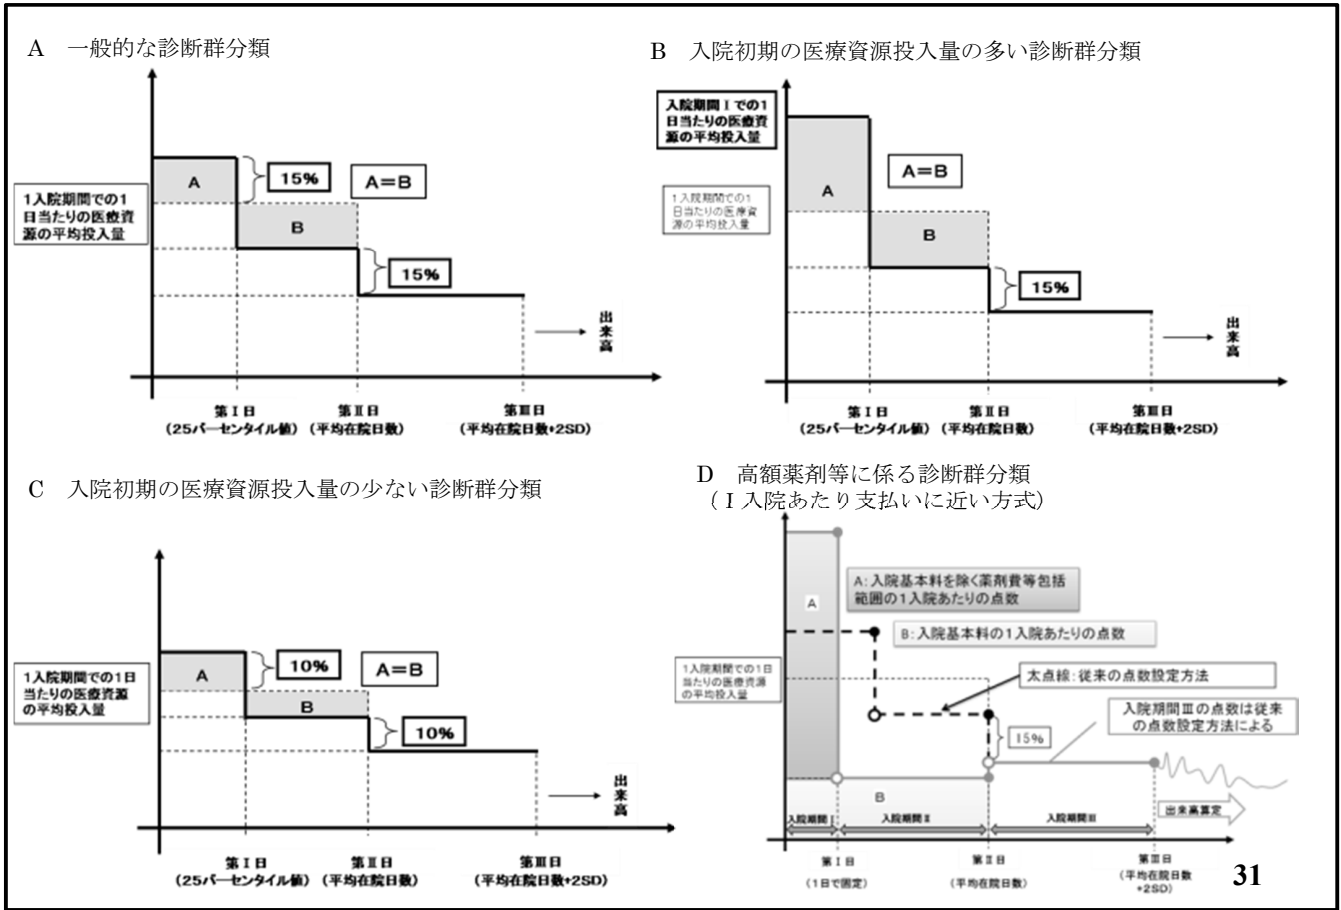 A 一般的な診断群分類
1入院期間での1
日当たりの医療資
源の平均投入量
A
15%
A=B
B
15%
出
来
高
第Ⅰ日
(25パーセンタイル値)
第Ⅱ日
(平均在院日数)
第Ⅲ日
(平均在院日数+2SD)
B 入院初期の医療資源投入量の多い診断群分類
入院期間Ⅰでの1
日当たりの医療資
源の平均投入量
1入院期間での1
日当たりの医療資
源の平均投入量
A
A=B
B
15%
出
来
高
第Ⅰ日
(25パーセンタイル値)
第Ⅱ日
(平均在院日数)
第Ⅲ日
(平均在院日数+2SD)
C 入院初期の医療資源投入量の少ない診断群分類
1入院期間での1日
当たりの医療資源
の平均投入量
A
10%
A=B
B
10%
出
来
高
第Ⅰ日
(25パーセンタイル値)
第Ⅱ日
(平均在院日数)
第Ⅲ日
(平均在院日数+2SD)
D 高額薬剤等に係る診断群分類
(Ⅰ入院あたり支払いに近い方式)
A:入院基本料を除く薬剤費等包括
範囲の1入院あたりの点数
A
B:入院基本料の1入院あたりの点数
1入院期間での1日
当たりの医療資源
の平均投入量
太点線:従来の点数設定方法
入院期間Ⅲの点数は従来
の点数設定方法による
15%
B
入院期間Ⅰ
入院期間Ⅱ
入院期間Ⅲ
出来高算定
第Ⅰ日
(1日で固定)
第Ⅱ日
(平均在院日数)
第Ⅲ日
(平均在院日数
+2SD)
31